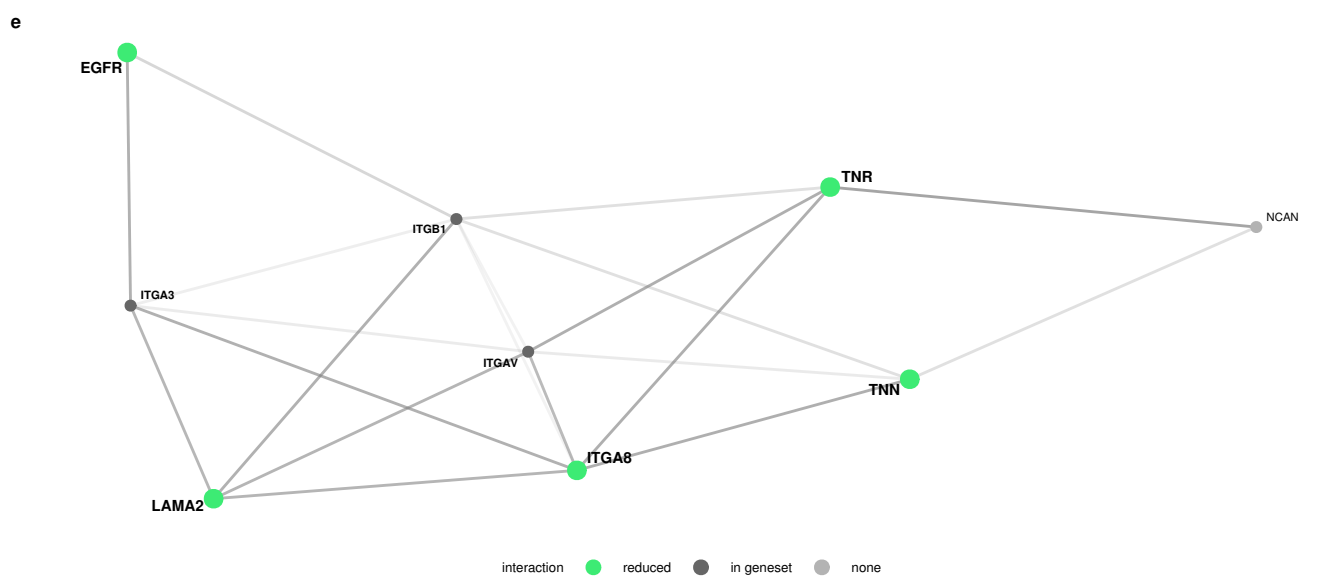 e
EGFR
TNR
NCAN
ITGB1
ITGA3
ITGAV
TNN
ITGA8
LAMA2
interaction reduced in geneset none